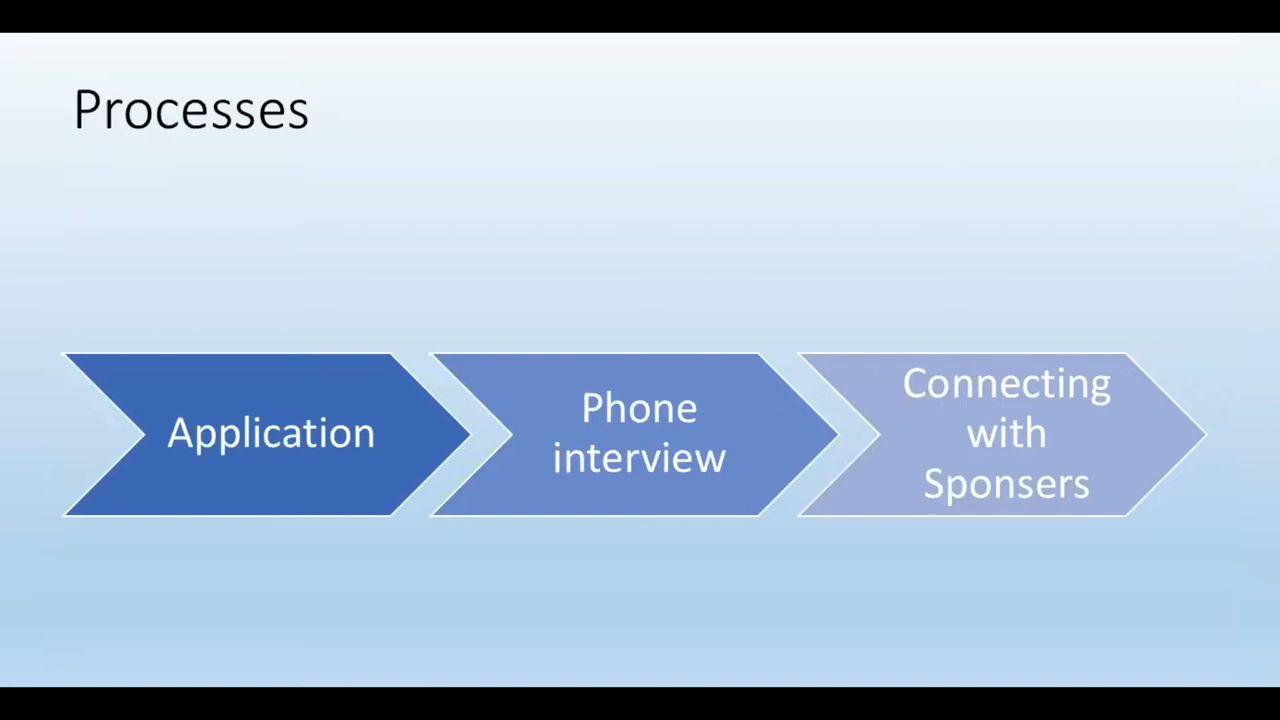 Processes
Application
Phone
interview
Connecting
with
Sponsers